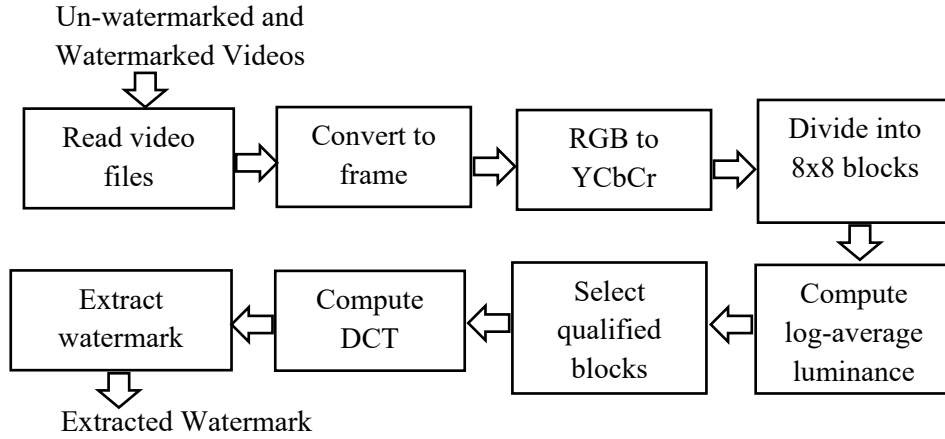 Un-watermarked and
Watermarked Videos
Read video
files
Convert to
frame
RGB to
YCbCr
Divide into
8x8 blocks
Compute
log-average
luminance
Select
qualified
blocks
Compute
DCT
Extract
watermark
Extracted Watermark